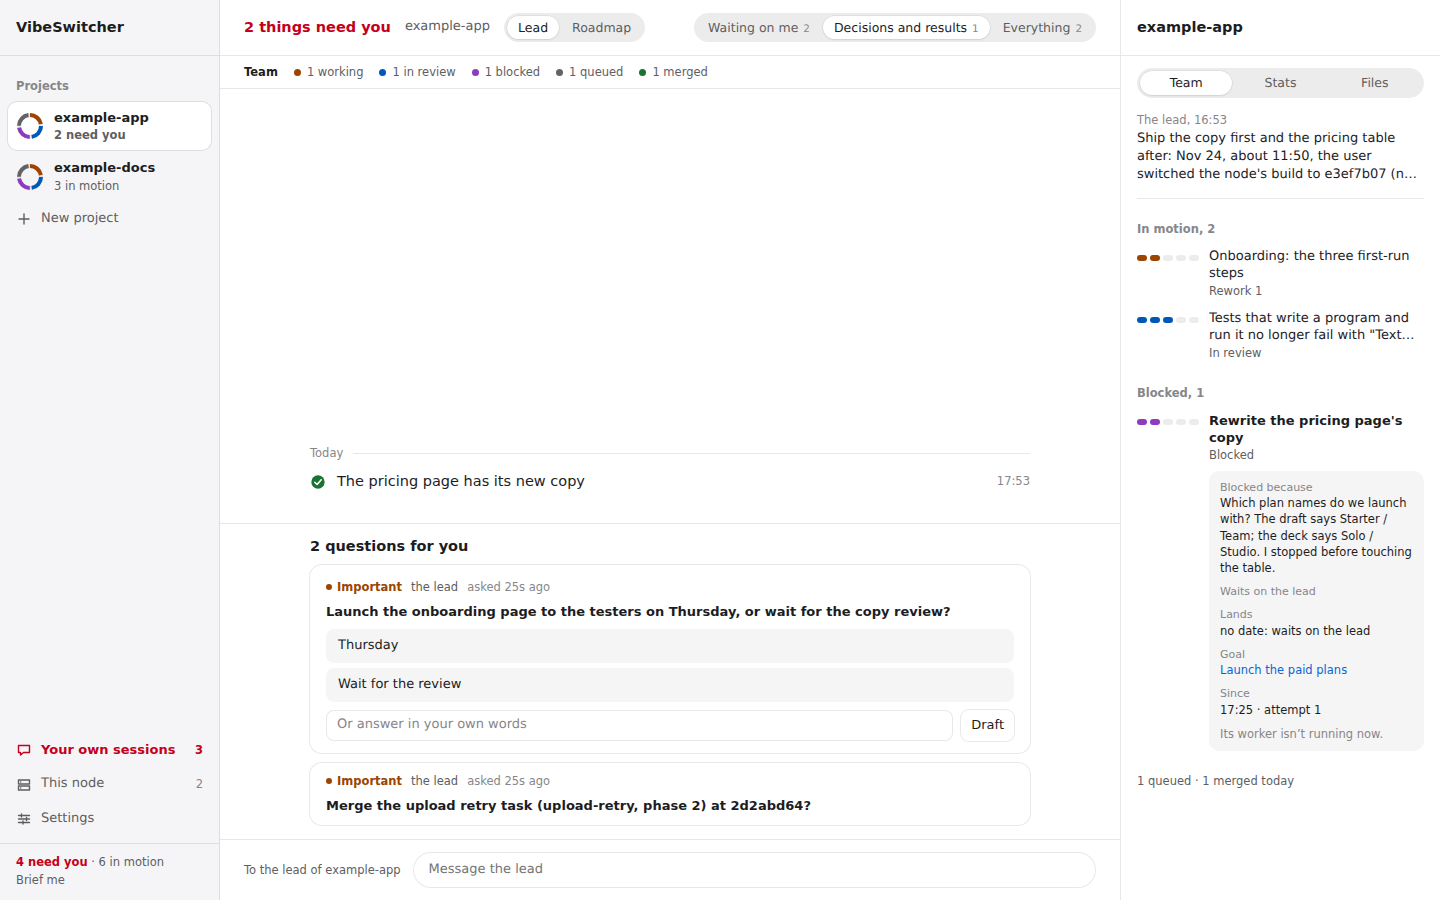 VibeSwitcher
Projects
example-app
2 need you
example-docs
3 in motion
New project
Your own sessions 3
This node 2
Settings
4 need you · 6 in motion
Brief me
2 things need you example-app Lead Roadmap
Waiting on me 2 Decisions and results 1 Everything 2
Team 1 working 1 in review 1 blocked 1 queued 1 merged
Today
The pricing page has its new copy 17:53
2 questions for you
Important the lead asked 25s ago
Launch the onboarding page to the testers on Thursday, or wait for the copy review?
Thursday
Wait for the review
Or answer in your own words Draft
Important the lead asked 25s ago
Merge the upload retry task (upload-retry, phase 2) at 2d2abd64?
To the lead of example-app Message the lead
example-app
Team Stats Files
The lead, 16:53
Ship the copy first and the pricing table
after: Nov 24, about 11:50, the user
switched the node's build to e3ef7b07 (n…
In motion, 2
Onboarding: the three first-run
steps
Rework 1
Tests that write a program and
run it no longer fail with "Text…
In review
Blocked, 1
Rewrite the pricing page's
copy
Blocked
Blocked because
Which plan names do we launch
with? The draft says Starter /
Team; the deck says Solo /
Studio. I stopped before touching
the table.
Waits on the lead
Lands
no date: waits on the lead
Goal
Launch the paid plans
Since
17:25 · attempt 1
Its worker isn’t running now.
1 queued · 1 merged today